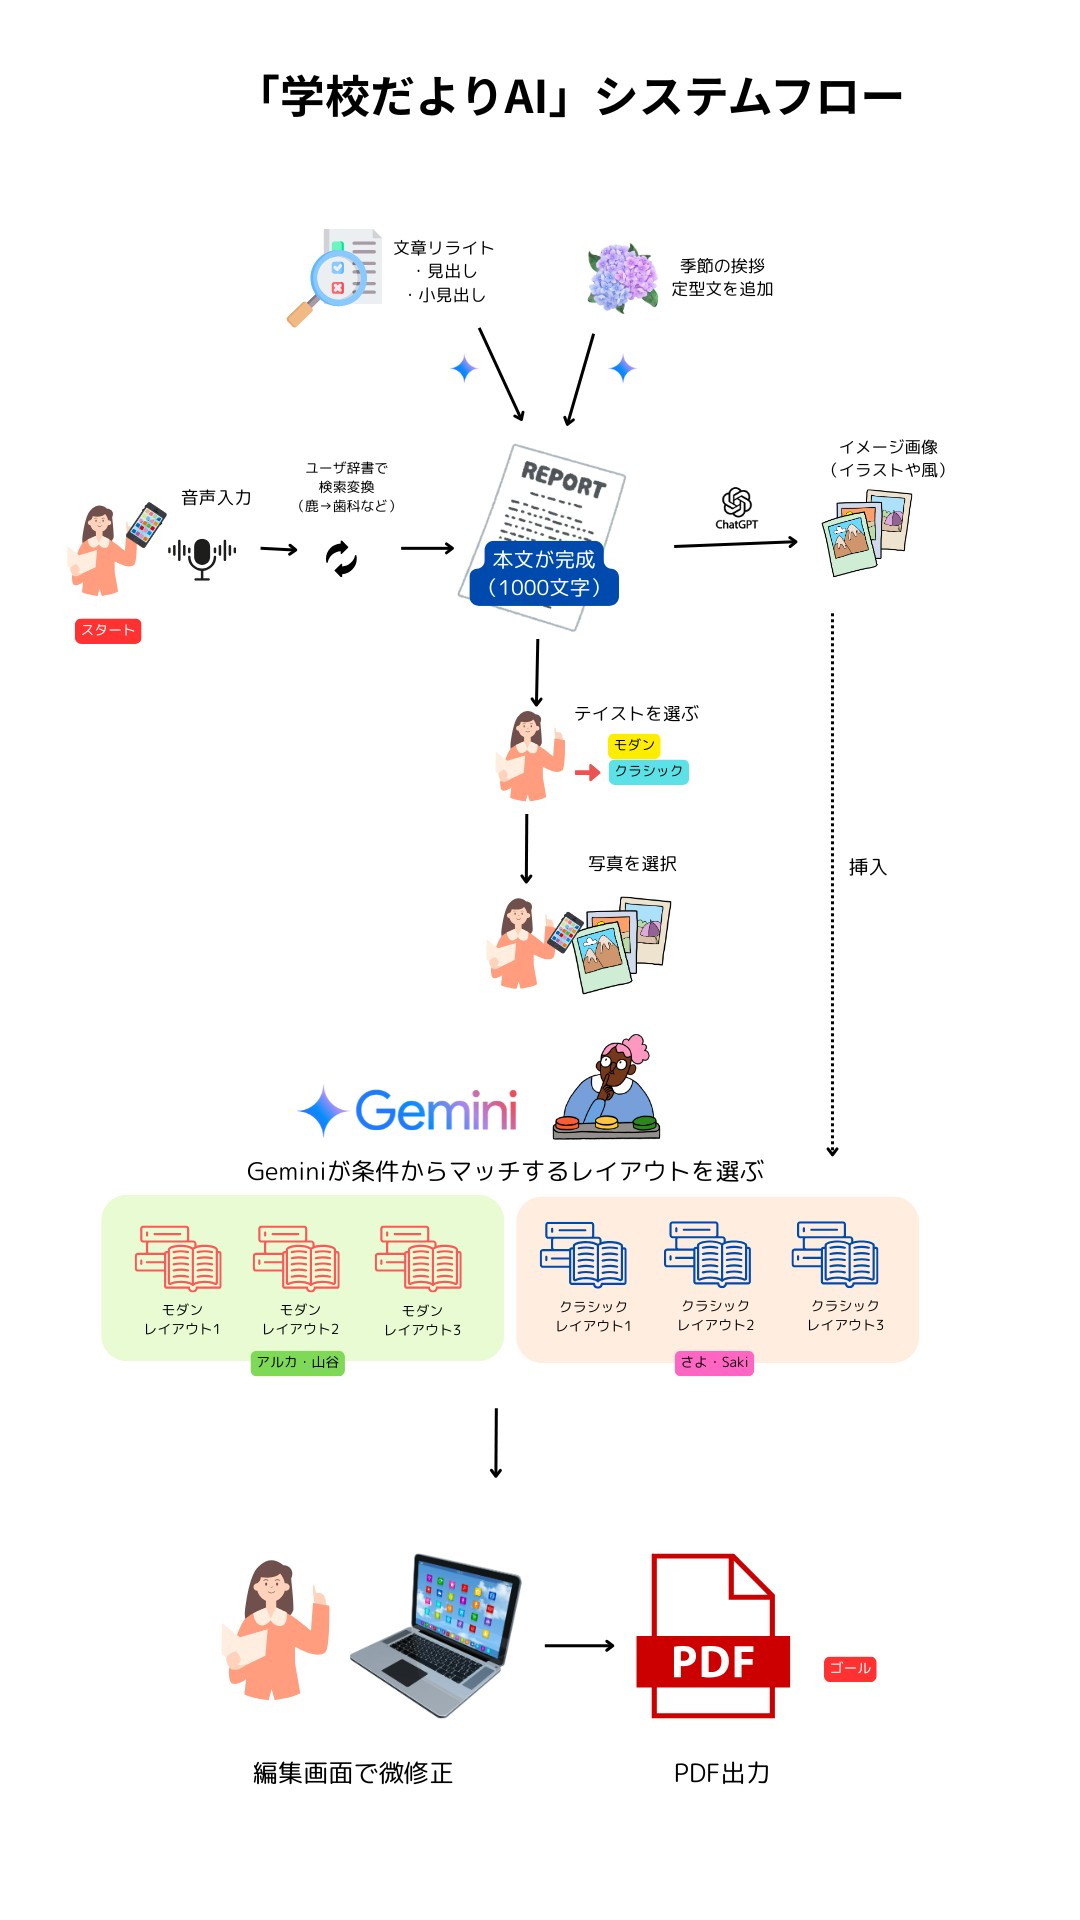 「学校だよりAI」システムフロー
文章リライト
・見出し
・小見出し
季節の挨拶
定型文を追加
音声入力
ユーザ辞書で
検索変換
（鹿→歯科など）
スタート
REPORT
本文が完成
（1000文字）
ChatGPT
イメージ画像
（イラストや風）
テイストを選ぶ
モダン
クラシック
写真を選択
挿入
Gemini
Geminiが条件からマッチするレイアウトを選ぶ
モダン
レイアウト1
モダン
レイアウト2
モダン
レイアウト3
アルカ・山谷
クラシック
レイアウト1
クラシック
レイアウト2
クラシック
レイアウト3
さよ・Saki
編集画面で微修正
PDF
PDF出力
ゴール